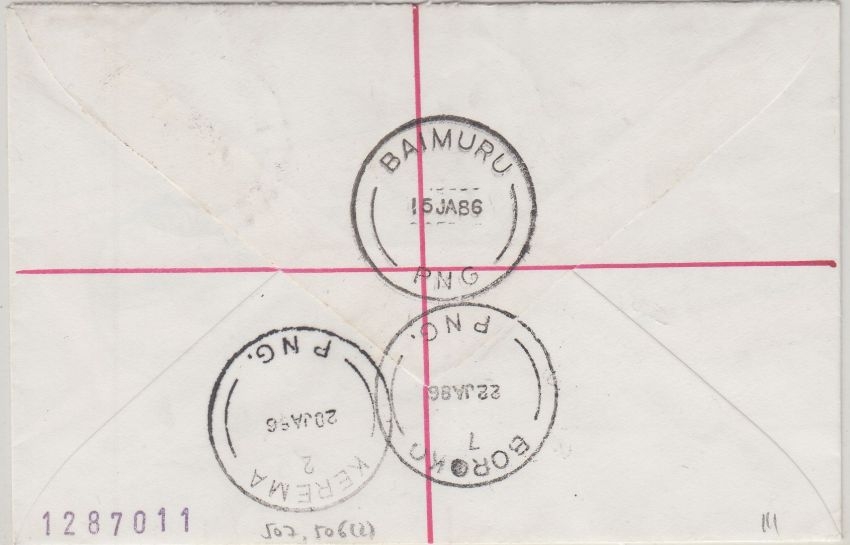 BAIMURU
15JA86
PNG
PNG.
20JA86
2
KEREMA
PNG.
22JA86
7
BOROKO
1287011
507, 506(2)